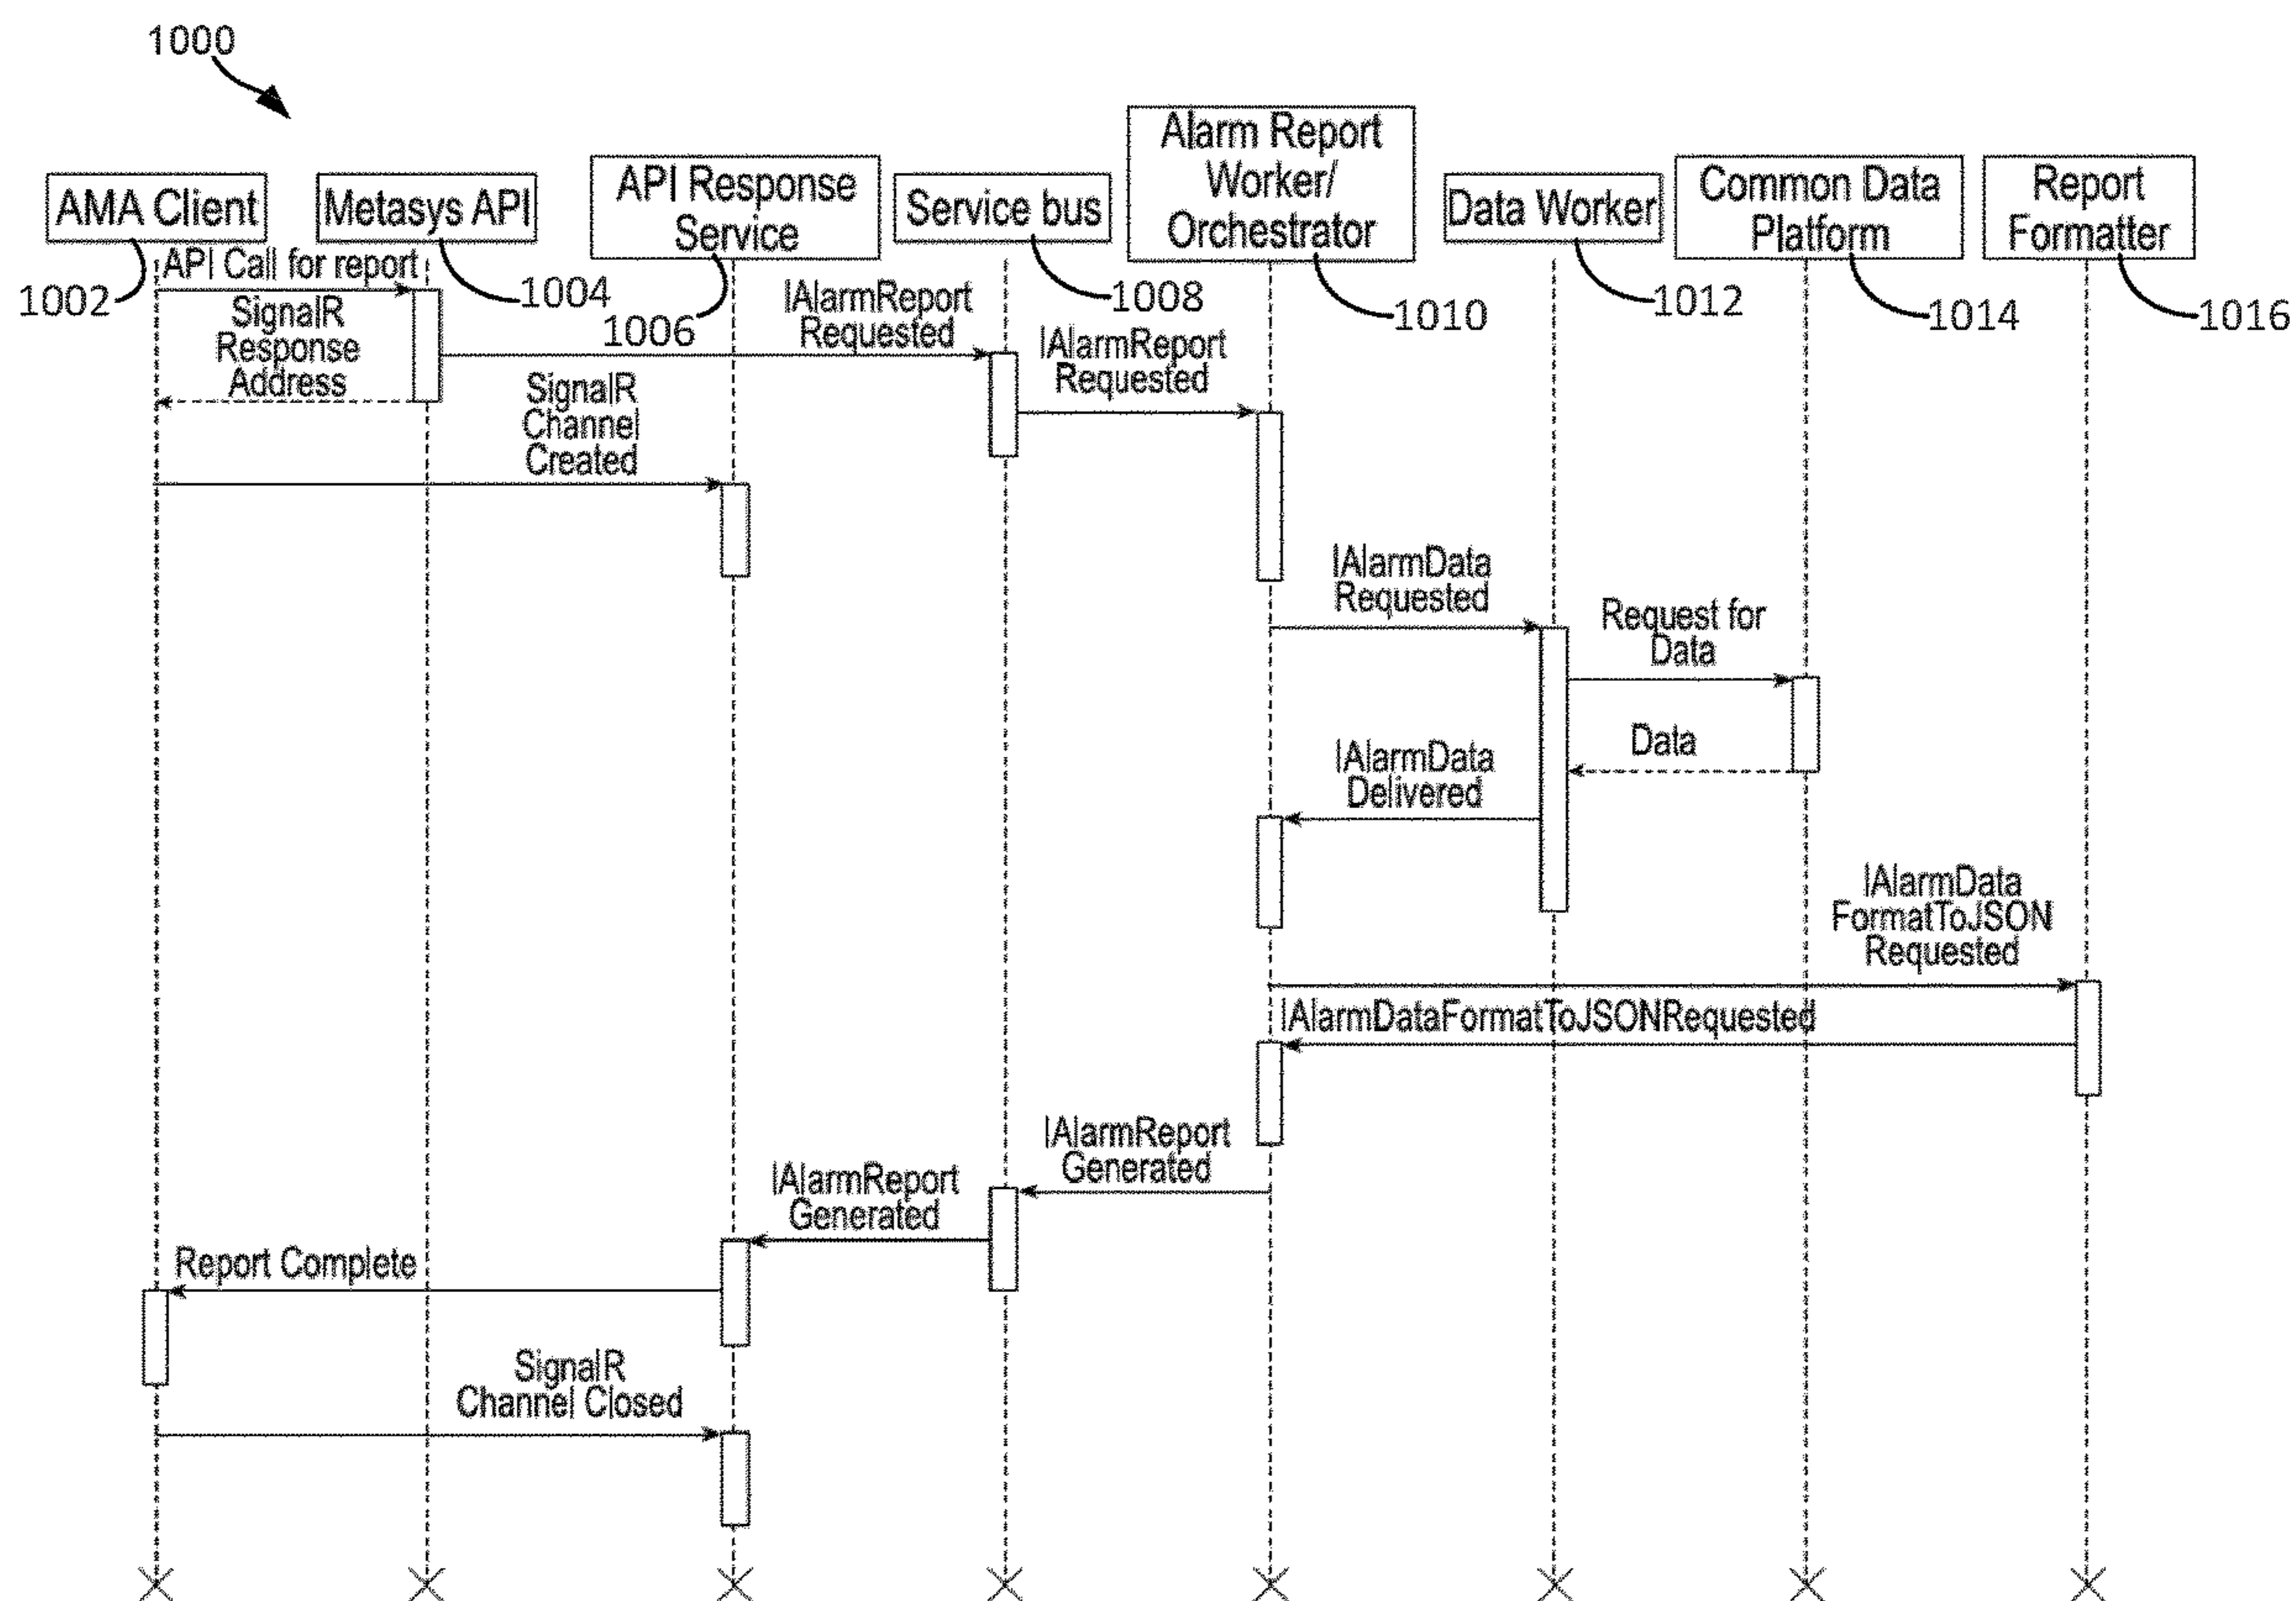 1000
AMA Client
Metasys API
API Response
Service
Service bus
Alarm Report
Worker/
Orchestrator
Data Worker
Common Data
Platform
Report
Formatter
1002
1004
1006
1008
1010
1012
1014
1016
API Call for report
SignalR
Response
Address
IAlarmReport
Requested
IAlarmReport
Requested
SignalR
Channel
Created
IAlarmData
Requested
Request for
Data
Data
IAlarmData
Delivered
IAlarmData
FormatToJSON
Requested
IAlarmDataFormatToJSONRequested
IAlarmReport
Generated
IAlarmReport
Generated
Report Complete
SignalR
Channel Closed